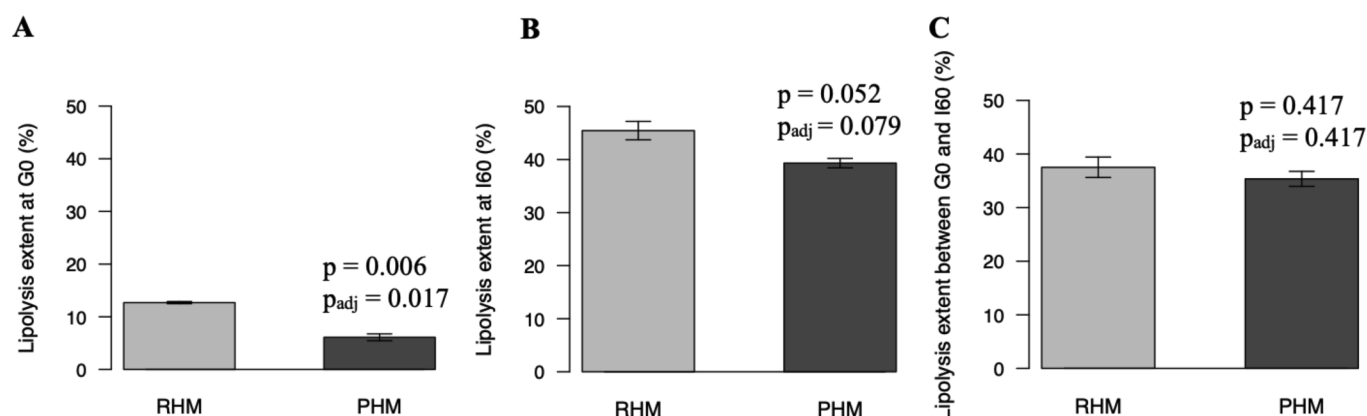 A
Lipolysis extent at G0 (%)
50
40
30
20
10
0
p = 0.006
padj = 0.017
RHM
PHM
B
Lipolysis extent at I60 (%)
50
40
30
20
10
0
p = 0.052
padj = 0.079
RHM
PHM
C
Lipolysis extent between G0 and I60 (%)
50
40
30
20
10
0
p = 0.417
padj = 0.417
RHM
PHM